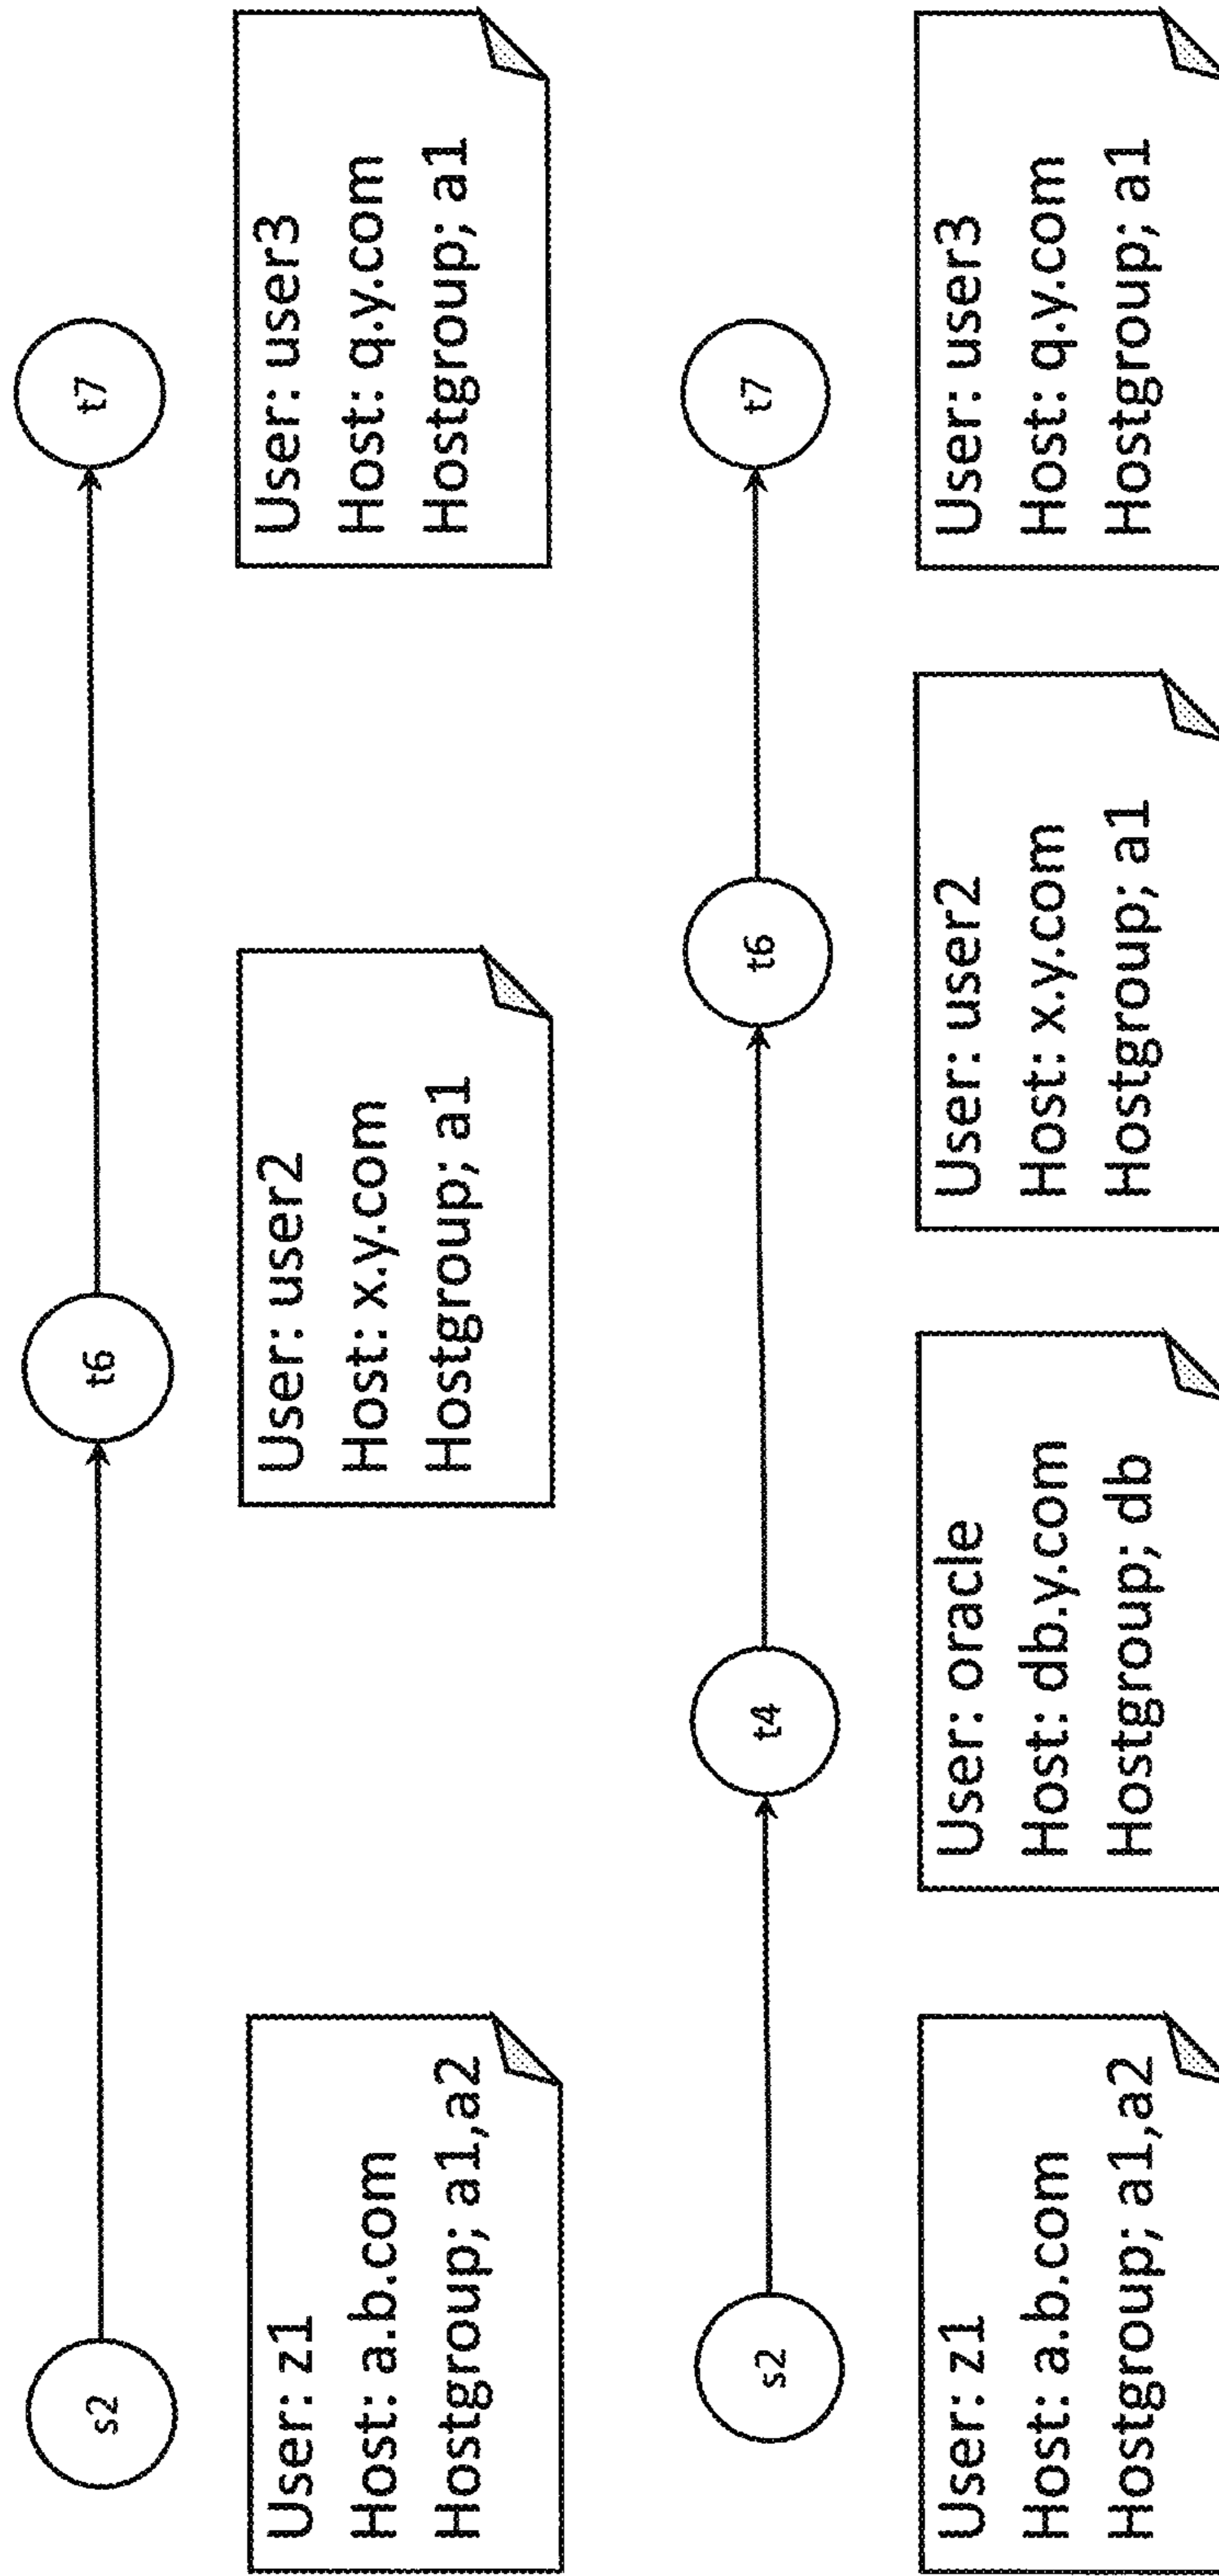 s2
t6
t7
User: z1
Host: a.b.com
Hostgroup; a1,a2
User: user2
Host: x.y.com
Hostgroup; a1
User: user3
Host: q.y.com
Hostgroup; a1
s2
t4
t6
t7
User: z1
Host: a.b.com
Hostgroup; a1,a2
User: oracle
Host: db.y.com
Hostgroup; db
User: user2
Host: x.y.com
Hostgroup; a1
User: user3
Host: q.y.com
Hostgroup; a1